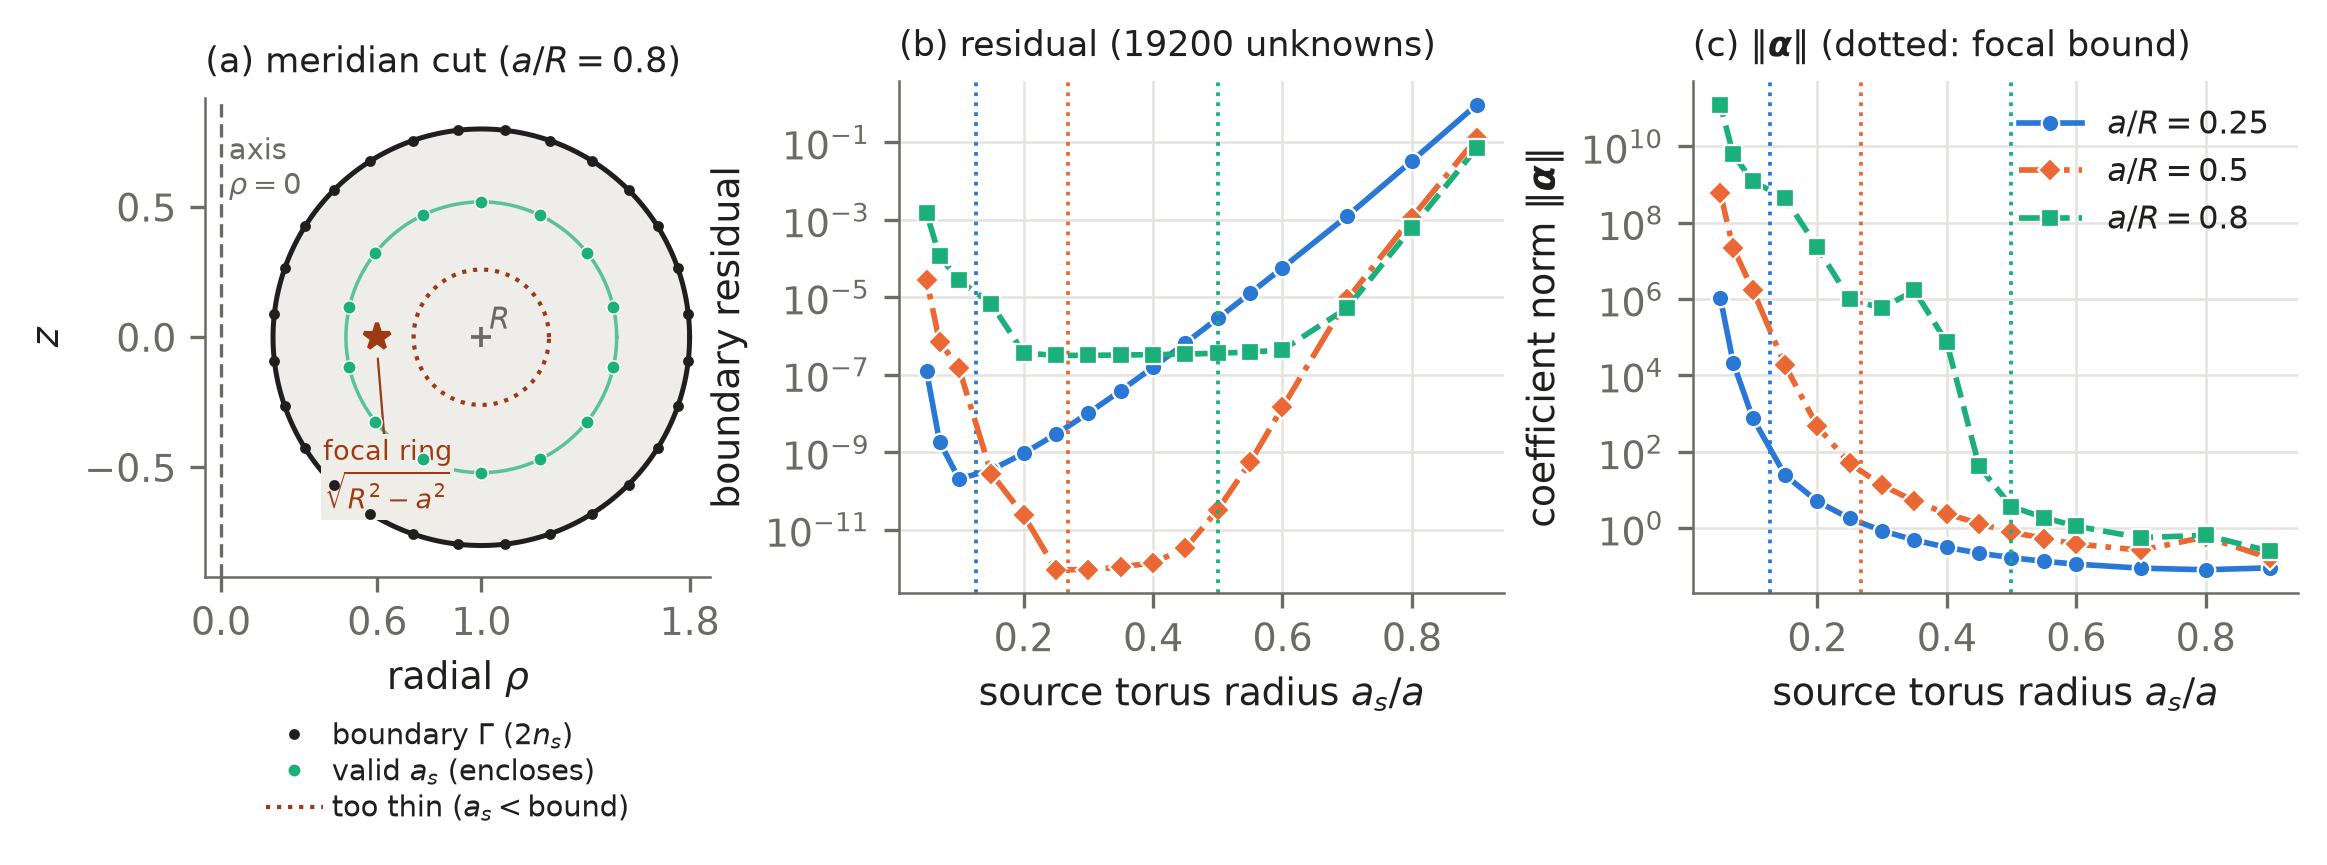 (a) meridian cut (a/R = 0.8)
axis
ρ = 0
R
focal ring
√R² − a²
0.5
0.0
−0.5
z
0.0
0.6
1.0
1.8
radial ρ
boundary Γ (2nₛ)
valid aₛ (encloses)
too thin (aₛ < bound)
(b) residual (19200 unknowns)
10⁻¹
10⁻³
10⁻⁵
10⁻⁷
10⁻⁹
10⁻¹¹
boundary residual
0.2
0.4
0.6
0.8
source torus radius aₛ/a
(c) ‖α‖ (dotted: focal bound)
10¹⁰
10⁸
10⁶
10⁴
10²
10⁰
coefficient norm ‖α‖
a/R = 0.25
a/R = 0.5
a/R = 0.8
0.2
0.4
0.6
0.8
source torus radius aₛ/a